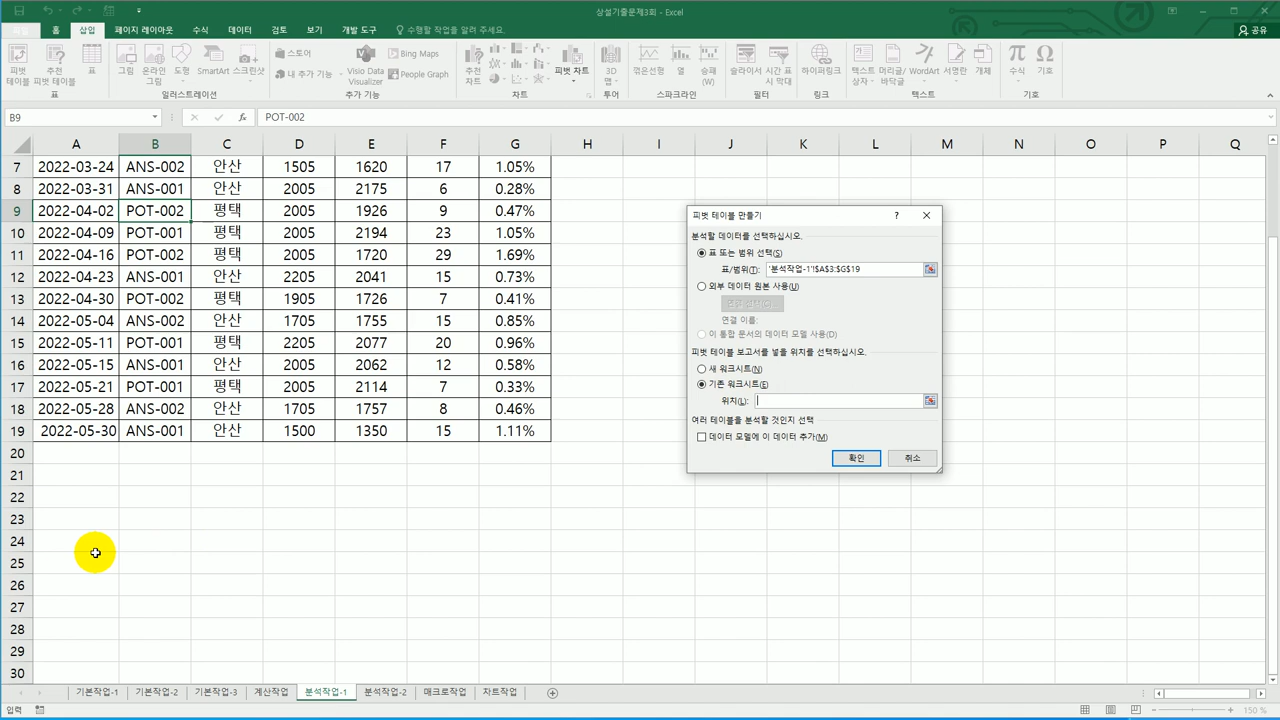 상설기출문제3회 - Excel
홈 삽입 페이지 레이아웃 수식 데이터 검토 보기 개발 도구 수행할 작업을 알려 주세요. 공유
피벗 테이블 추천 피벗 테이블 표 그림 온라인 그림 도형 SmartArt 스크린샷 스토어 내 추가 기능 Visio Data Visualizer Bing Maps People Graph 추천 차트 피벗 차트 3D 맵 꺾은선형 열 승패(W) 슬라이서 시간 표시 막대 하이퍼링크 텍스트 상자 머리글/바닥글 WordArt 서명란 개체 수식 기호
표 일러스트레이션 추가 기능 차트 투어 스파크라인 필터 링크 텍스트 기호
B9 fx POT-002
A B C D E F G H I J K L M N O P Q
7 2022-03-24 ANS-002 안산 1505 1620 17 1.05%
8 2022-03-31 ANS-001 안산 2005 2175 6 0.28%
9 2022-04-02 POT-002 평택 2005 1926 9 0.47%
10 2022-04-09 POT-001 평택 2005 2194 23 1.05%
11 2022-04-16 POT-002 평택 2005 1720 29 1.69%
12 2022-04-23 ANS-001 안산 2205 2041 15 0.73%
13 2022-04-30 POT-002 평택 1905 1726 7 0.41%
14 2022-05-04 ANS-002 안산 1705 1755 15 0.85%
15 2022-05-11 POT-001 평택 2205 2077 20 0.96%
16 2022-05-15 ANS-001 안산 2005 2062 12 0.58%
17 2022-05-21 POT-001 평택 2005 2114 7 0.33%
18 2022-05-28 ANS-002 안산 1705 1757 8 0.46%
19 2022-05-30 ANS-001 안산 1500 1350 15 1.11%
20
21
22
23
24
25
26
27
28
29
30
피벗 테이블 만들기 ?
분석할 데이터를 선택하십시오.
표 또는 범위 선택(S)
표/범위(T): '분석작업-1'!$A$3:$G$19
외부 데이터 원본 사용(U)
연결 선택(C)...
연결 이름:
이 통합 문서의 데이터 모델 사용(D)
피벗 테이블 보고서를 넣을 위치를 선택하십시오.
새 워크시트(N)
기존 워크시트(E)
위치(L):
여러 테이블을 분석할 것인지 선택
데이터 모델에 이 데이터 추가(M)
확인 취소
기본작업-1 기본작업-2 기본작업-3 계산작업 분석작업-1 분석작업-2 매크로작업 차트작업
입력 150 %